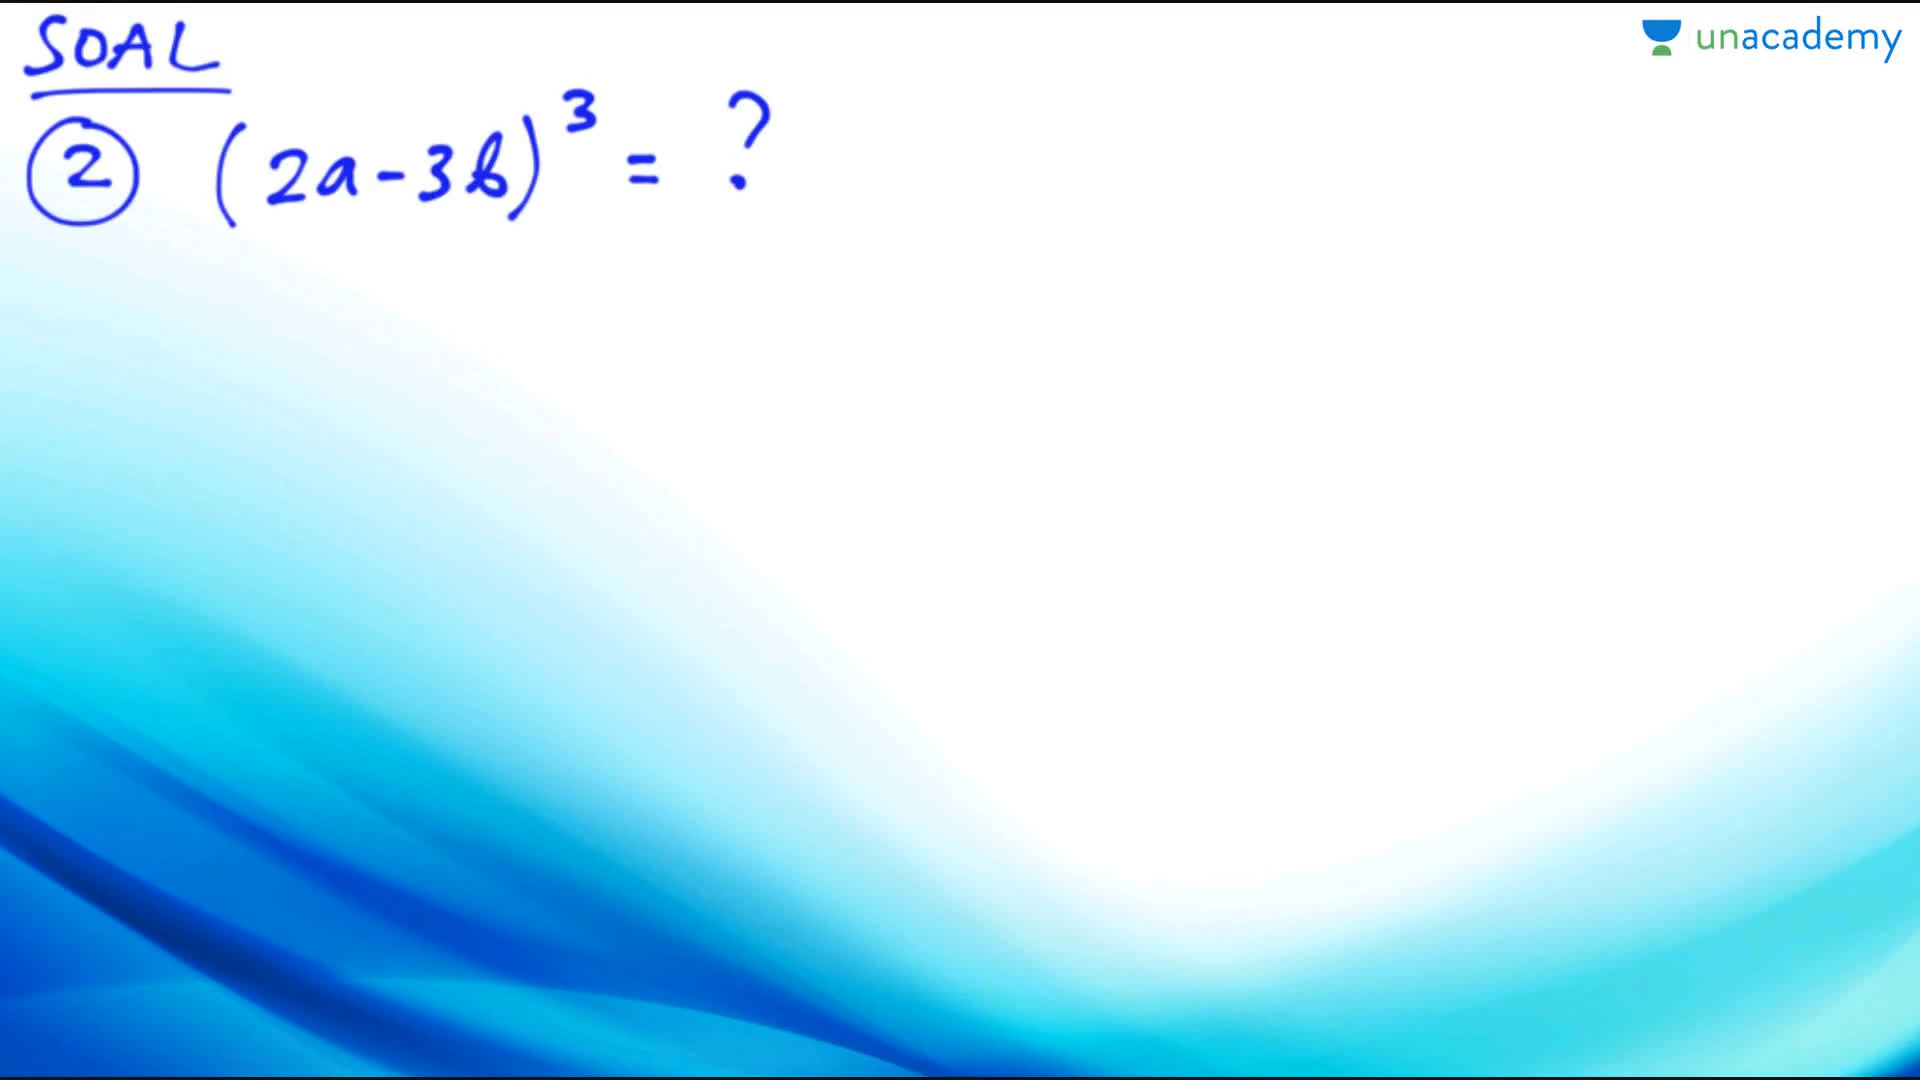 SOAL
unacademy
② (2a-3b)³ = ?